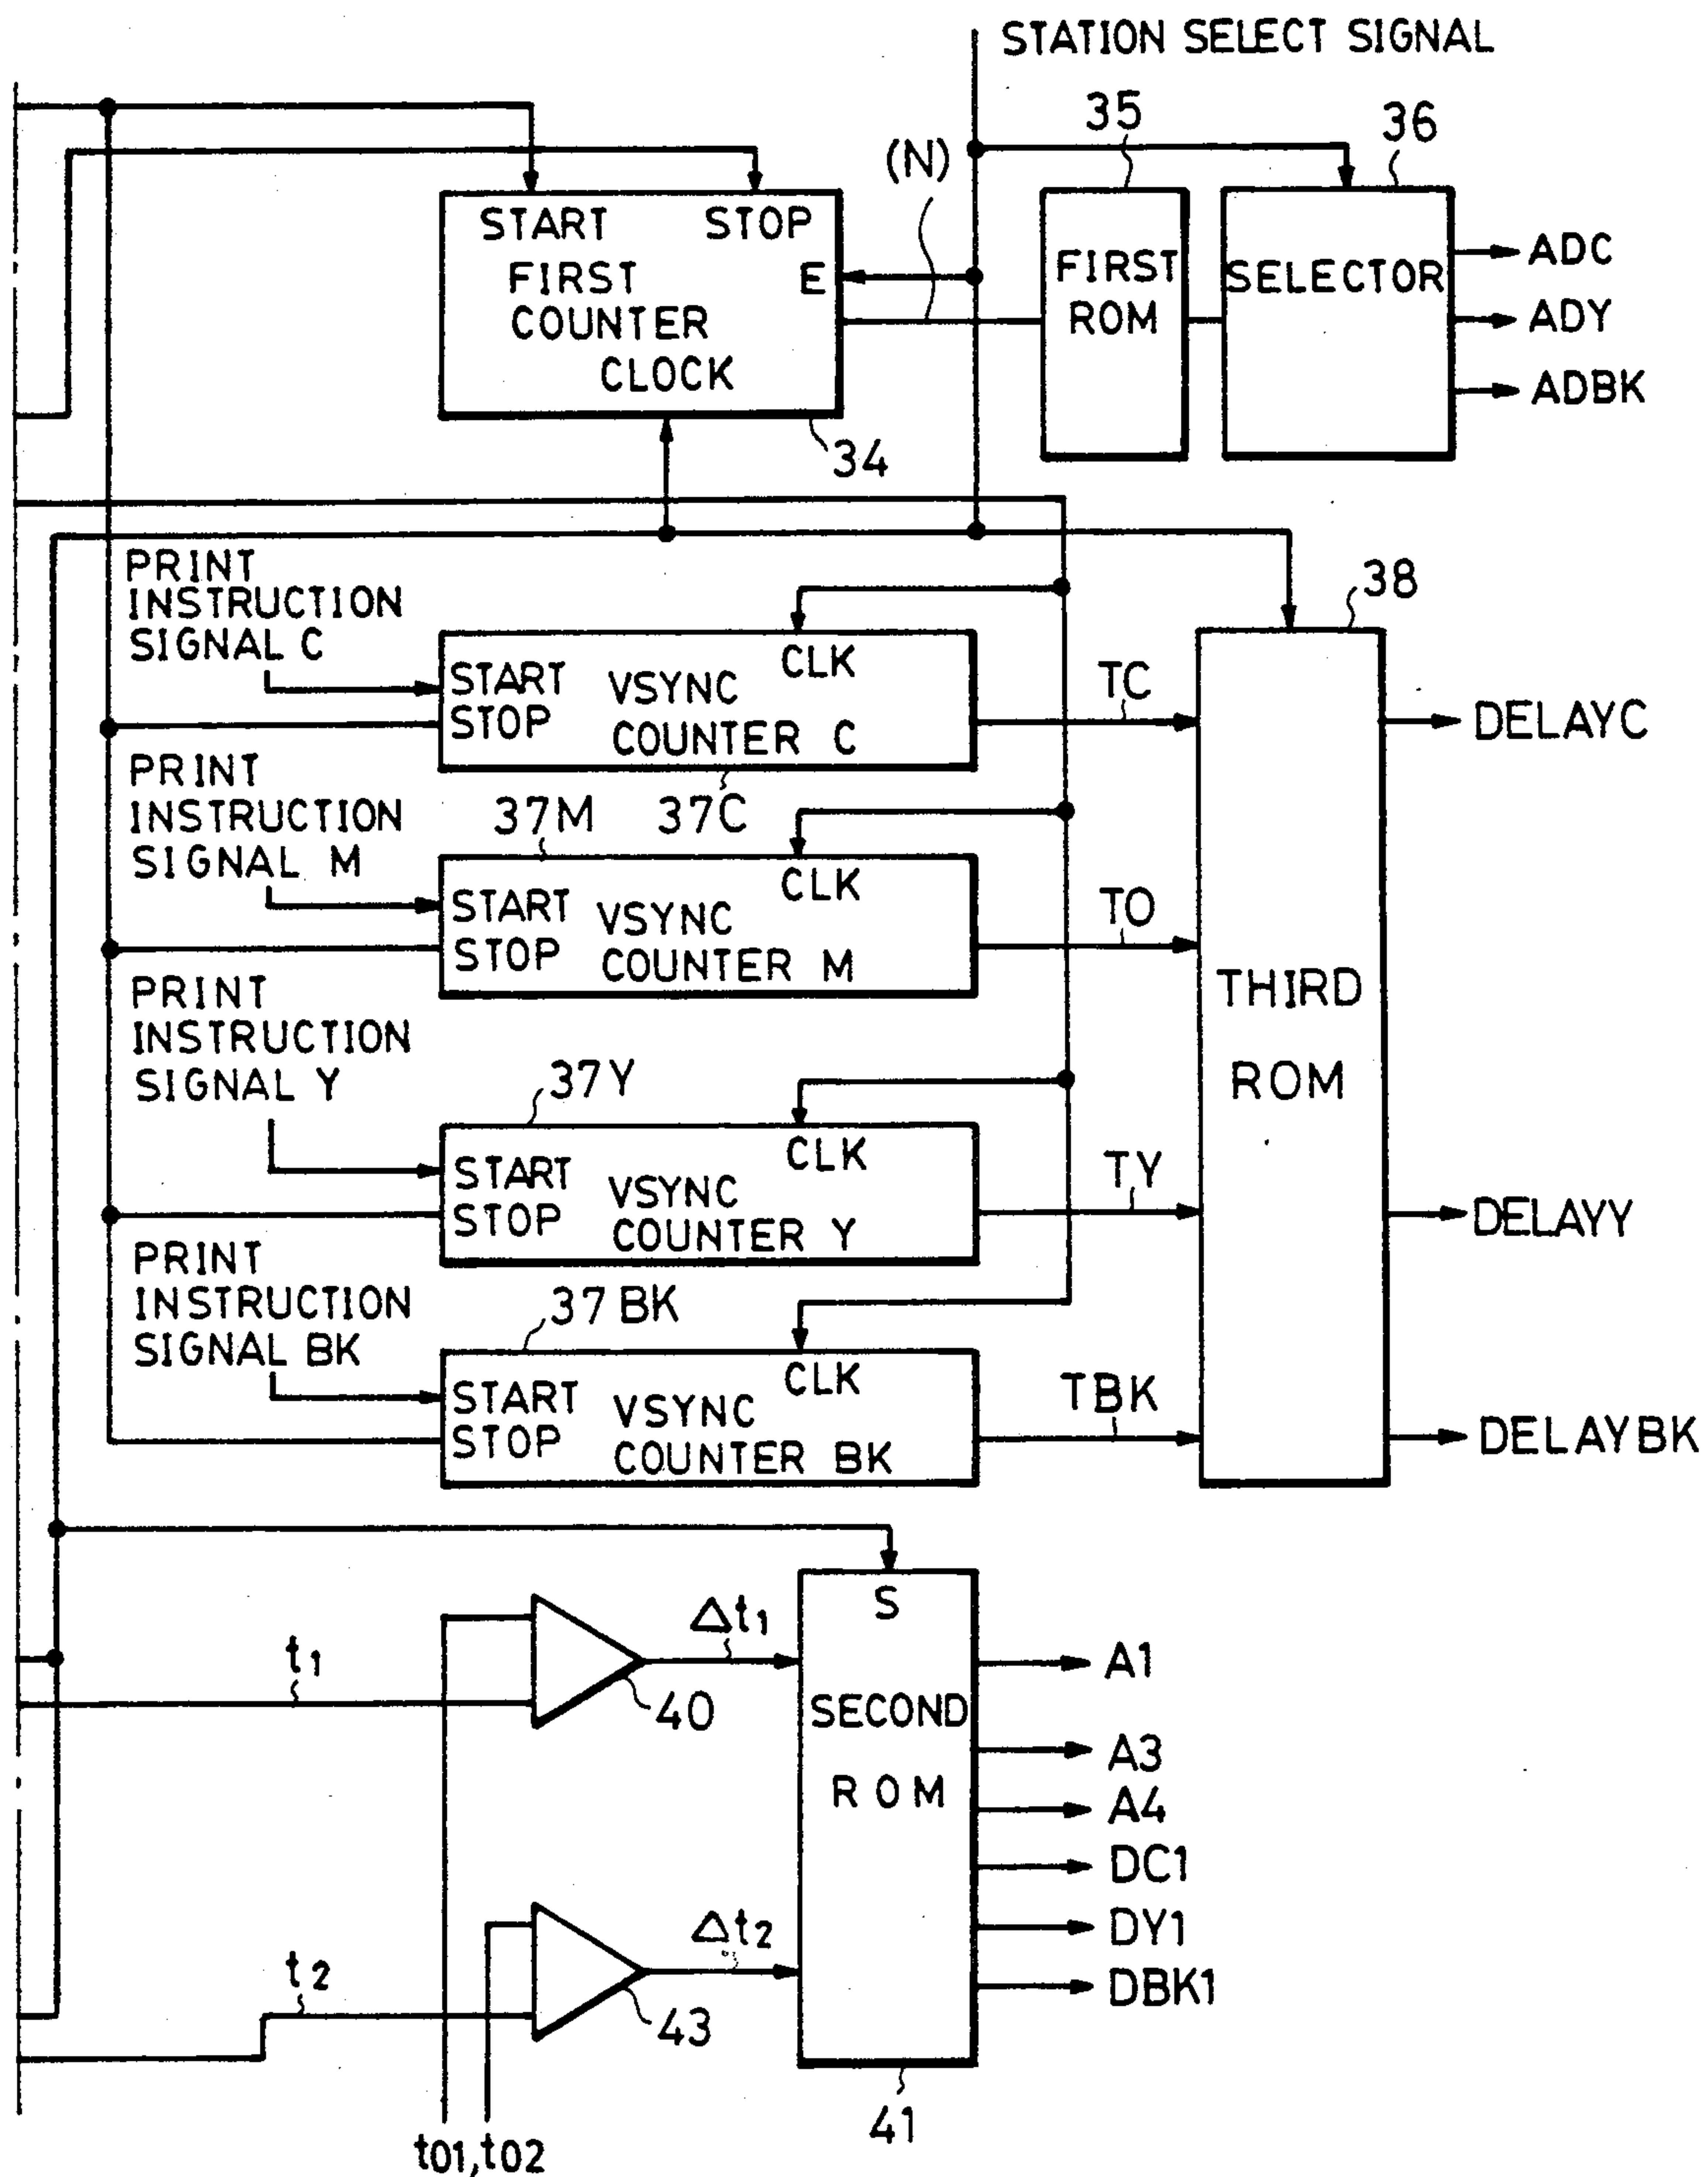 STATION SELECT SIGNAL
35
36
(N)
START STOP
E
FIRST
COUNTER
CLOCK
34
FIRST
ROM
SELECTOR
ADC
ADY
ADBK
PRINT
INSTRUCTION
SIGNAL C
START
STOP
VSYNC
COUNTER C
CLK
37C
TC
38
DELAYC
PRINT
INSTRUCTION
SIGNAL M
37M
START
STOP
VSYNC
COUNTER M
CLK
TO
THIRD
ROM
PRINT
INSTRUCTION
SIGNAL Y
37Y
START
STOP
VSYNC
COUNTER Y
CLK
TY
DELAYY
PRINT
INSTRUCTION
SIGNAL BK
37BK
START
STOP
VSYNC
COUNTER BK
CLK
TBK
DELAYBK
t1
Δt1
40
S
SECOND
ROM
A1
A3
A4
DC1
DY1
DBK1
t2
Δt2
43
41
t01,t02